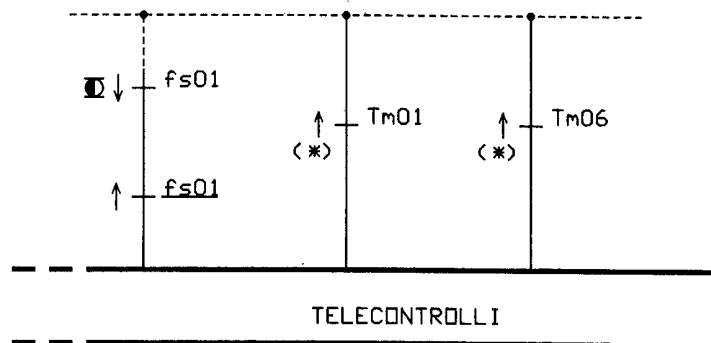 fs01
Tm01
Tm06
(*)
(*)
fs01
TELECONTROLLI